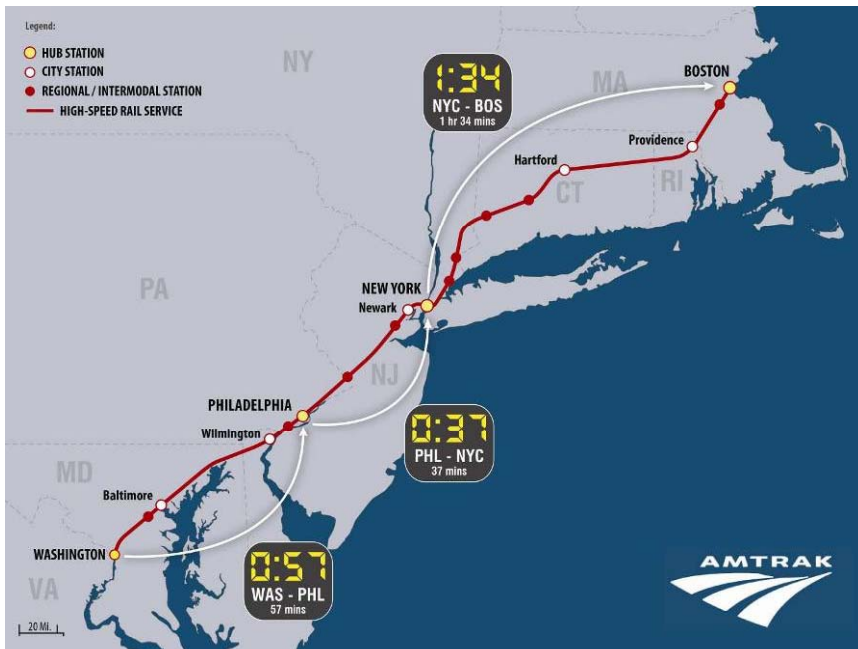 Legend:
HUB STATION
CITY STATION
REGIONAL / INTERMODAL STATION
HIGH-SPEED RAIL SERVICE
NY
1:34
NYC - BOS
1 hr 34 mins
MA
BOSTON
Providence
Hartford
CT
RI
PA
NEW YORK
Newark
NJ
PHILADELPHIA
Wilmington
0:37
PHL - NYC
37 mins
MD
Baltimore
WASHINGTON
VA
0:57
WAS - PHL
57 mins
AMTRAK
20 Mi.